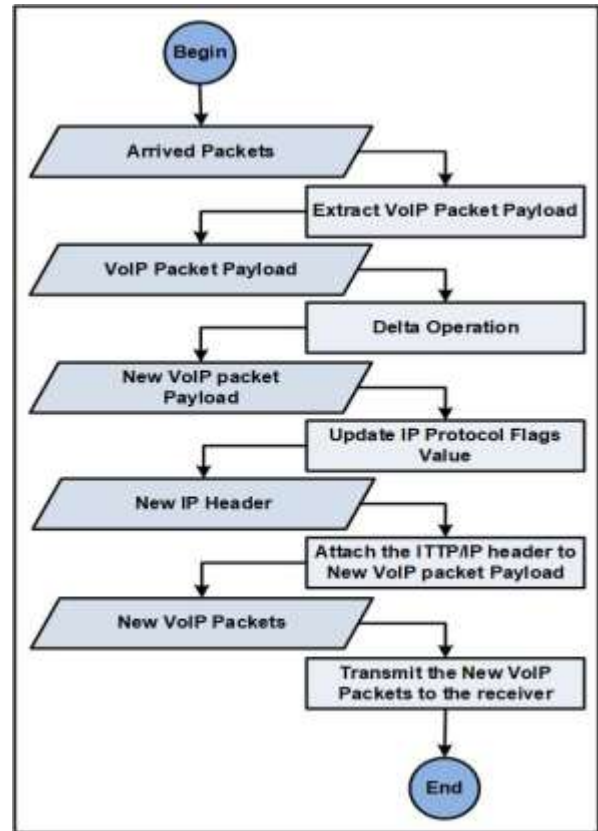 Begin
Arrived Packets
Extract VoIP Packet Payload
VoIP Packet Payload
Delta Operation
New VoIP packet
Payload
Update IP Protocol Flags
Value
New IP Header
Attach the ITTP/IP header to
New VoIP packet Payload
New VoIP Packets
Transmit the New VoIP
Packets to the receiver
End